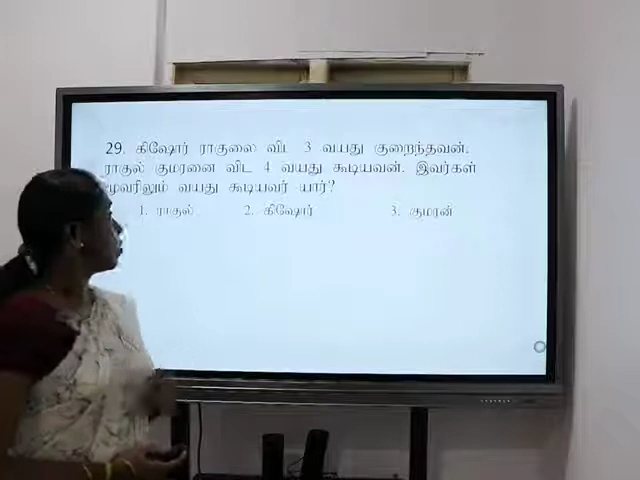 29. கிஷோர் ராகுலை விட 3 வயது குறைந்தவன்.
ராகுல் குமரனை விட 4 வயது கூடியவன். இவர்கள்
மூவரிலும் வயது கூடியவர் யார்?
1. ராகுல் 2. கிஷோர் 3. குமரன்